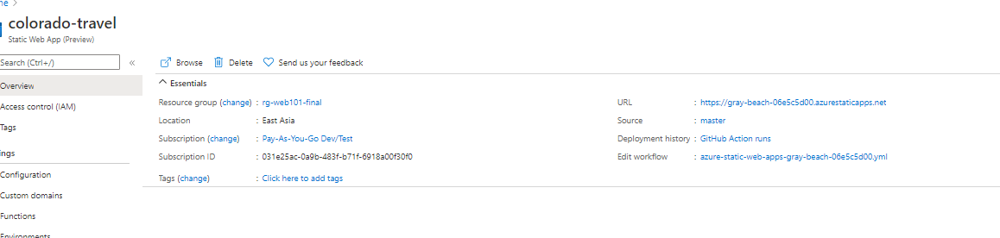 me >
colorado-travel
Static Web App (Preview)
Search (Ctrl+/)
«
Overview
Access control (IAM)
Tags
ngs
Configuration
Custom domains
Functions
Environments
Browse Delete Send us your feedback
Essentials
Resource group (change) : rg-web101-final
Location : East Asia
Subscription (change) : Pay-As-You-Go Dev/Test
Subscription ID : 031e25ac-0a9b-483f-b71f-6918a00f30f0
Tags (change) : Click here to add tags
URL : https://gray-beach-06e5c5d00.azurestaticapps.net
Source : master
Deployment history : GitHub Action runs
Edit workflow : azure-static-web-apps-gray-beach-06e5c5d00.yml